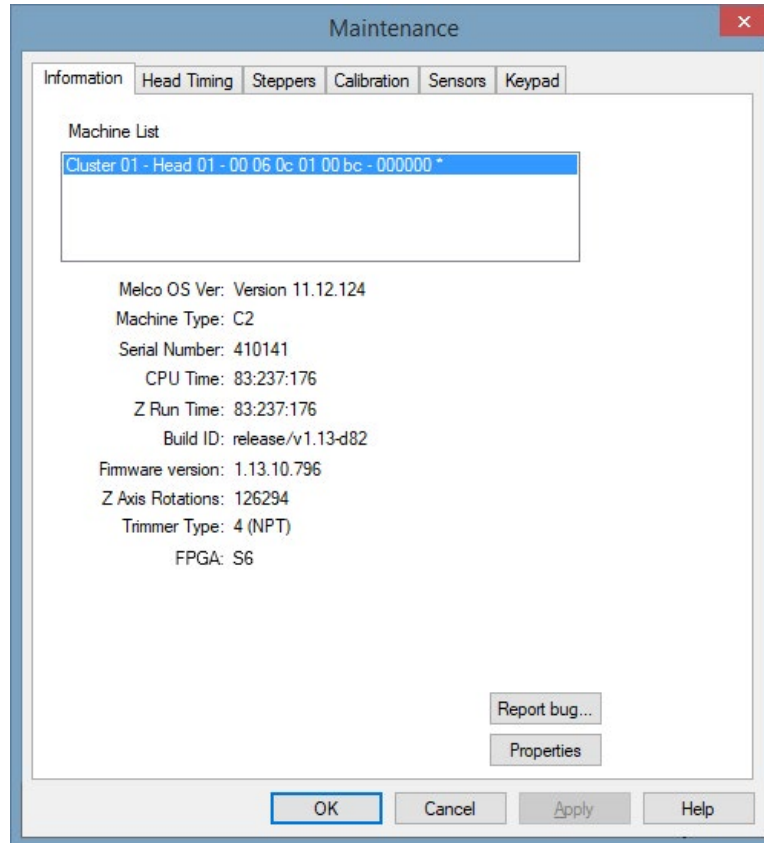 Maintenance
Information Head Timing Steppers Calibration Sensors Keypad
Machine List
Cluster 01 - Head 01 - 00 06 0c 01 00 bc - 000000 *
Melco OS Ver: Version 11.12.124
Machine Type: C2
Serial Number: 410141
CPU Time: 83:237:176
Z Run Time: 83:237:176
Build ID: release/v1.13-d82
Firmware version: 1.13.10.796
Z Axis Rotations: 126294
Trimmer Type: 4 (NPT)
FPGA: S6
Report bug...
Properties
OK Cancel Apply Help